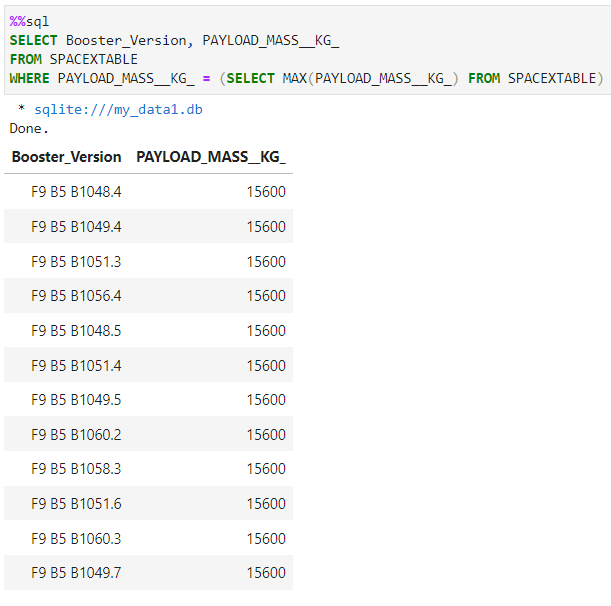 %%sql
SELECT Booster_Version, PAYLOAD_MASS__KG_
FROM SPACEXTABLE
WHERE PAYLOAD_MASS__KG_ = (SELECT MAX(PAYLOAD_MASS__KG_) FROM SPACEXTABLE)
* sqlite:///my_data1.db
Done.
Booster_Version PAYLOAD_MASS__KG_
F9 B5 B1048.4 15600
F9 B5 B1049.4 15600
F9 B5 B1051.3 15600
F9 B5 B1056.4 15600
F9 B5 B1048.5 15600
F9 B5 B1051.4 15600
F9 B5 B1049.5 15600
F9 B5 B1060.2 15600
F9 B5 B1058.3 15600
F9 B5 B1051.6 15600
F9 B5 B1060.3 15600
F9 B5 B1049.7 15600